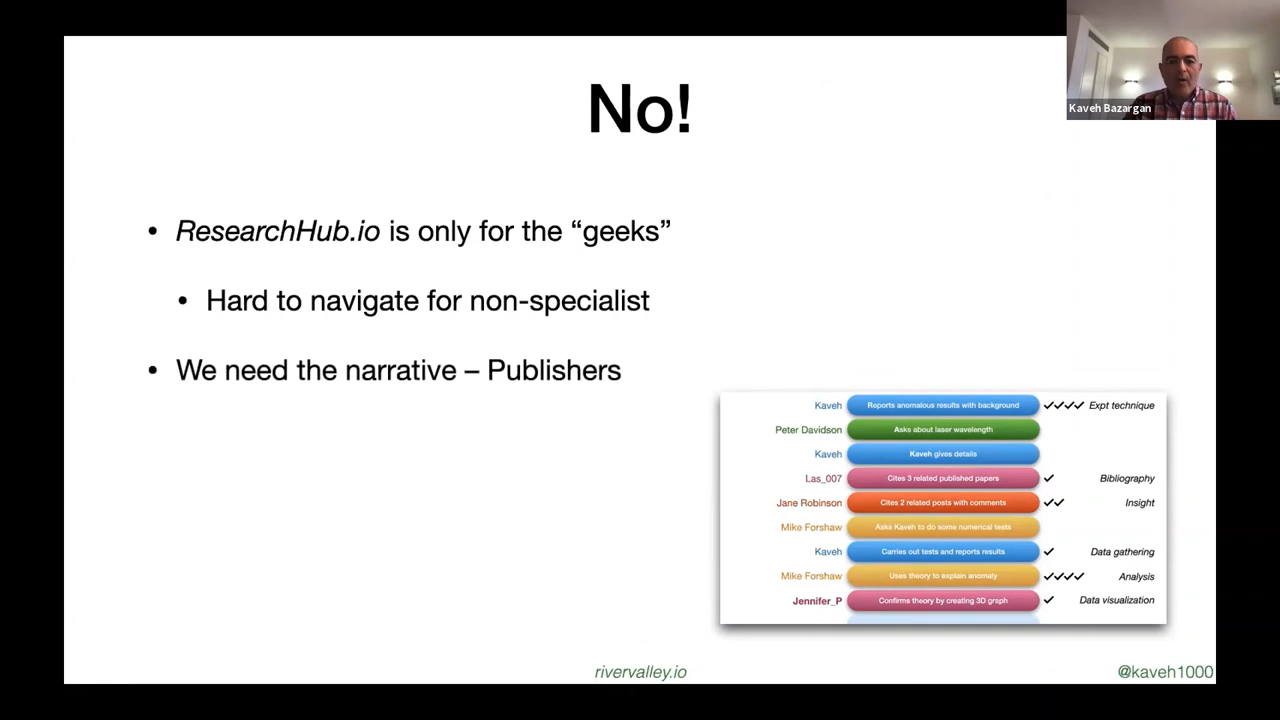 No!
Kaveh Bazargan
• ResearchHub.io is only for the “geeks”
• Hard to navigate for non-specialist
• We need the narrative – Publishers
Kaveh Reports anomalous results with background ✓✓✓✓ Expt technique
Peter Davidson Asks about laser wavelength
Kaveh Kaveh gives details
Las_007 Cites 3 related published papers ✓ Bibliography
Jane Robinson Cites 2 related posts with comments ✓✓ Insight
Mike Forshaw Asks Kaveh to do some numerical tests
Kaveh Carries out tests and reports results ✓ Data gathering
Mike Forshaw Uses theory to explain anomaly ✓✓✓✓ Analysis
Jennifer_P Confirms theory by creating 3D graph ✓ Data visualization
rivervalley.io
@kaveh1000